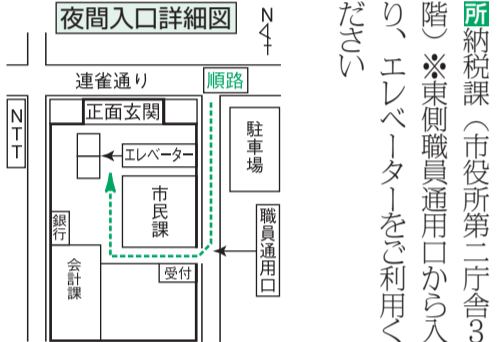 所納税課（市役所第二庁舎3
階）※東側職員通用口から入
り、エレベーターをご利用く
ださい
夜間入口詳細図
N
連雀通り
順路
NTT
正面玄関
駐車場
エレベーター
市民課
銀行
職員通用口
会計課
受付